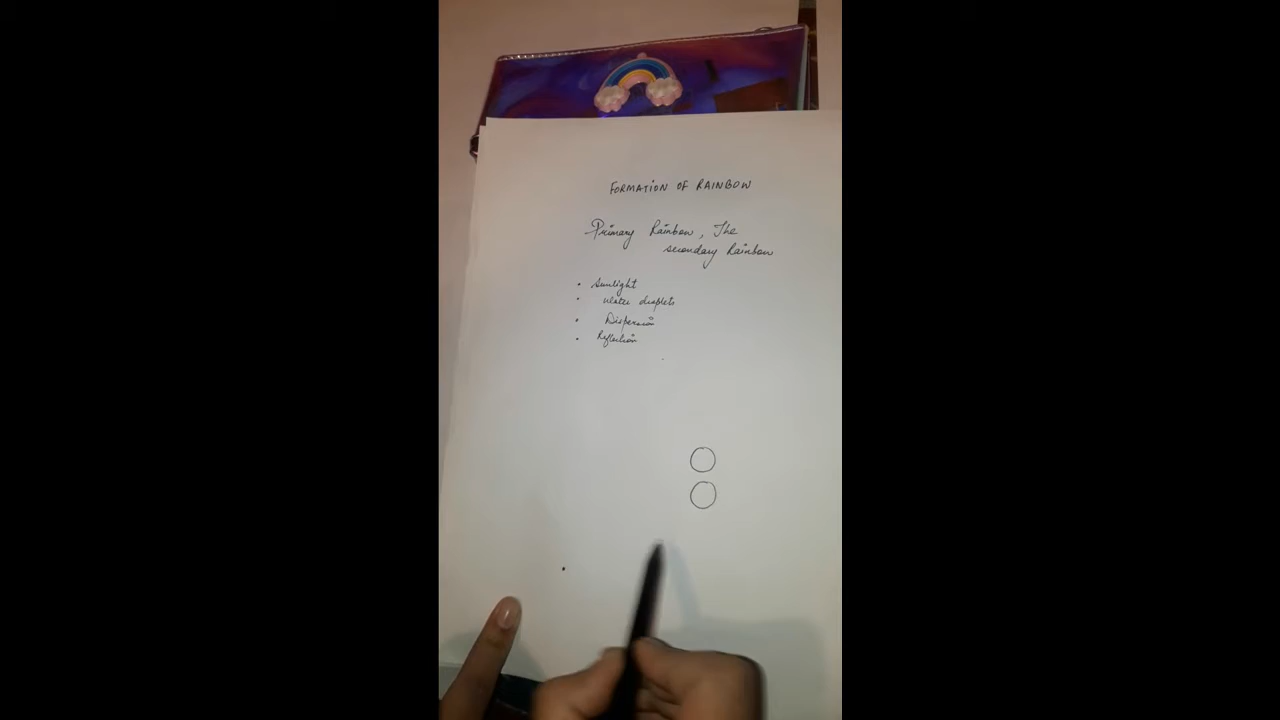 FORMATION OF RAINBOW
Primary Rainbow, The
secondary Rainbow
• Sunlight
• Water droplets
• Dispersion
• Reflection